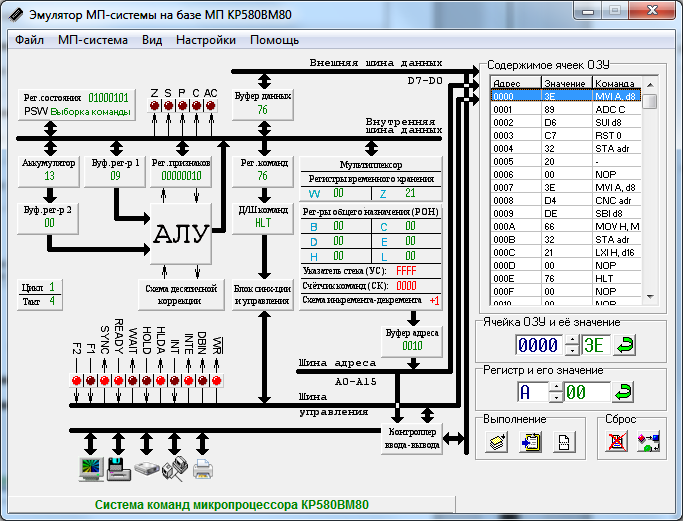 Эмулятор МП-системы на базе МП КР580ВМ80
Файл МП-система Вид Настройки Помощь
Внешняя шина данных
D7-D0
Z S P C AC
Рег.состояния 01000101
PSW Выборка команды
Буфер данных
76
Внутренняя
шина данных
Аккумулятор
13
Буф.рег-р 1
09
Рег.признаков
00000010
Рег.команд
76
Мультиплексор
Регистры временного хранения
W 00 Z 21
Буф.рег-р 2
00
АЛУ
Д/Ш команд
HLT
Рег-ры общего назначения (РОН)
B 00 C 00
D 00 E 00
H 00 L 00
Указатель стека (УС): FFFF
Счётчик команд (СК): 0000
Схема инкремента-декремента +1
Цикл 1
Такт 4
Схема десятичной
коррекции
Блок синх-ции
и управления
Буфер адреса
0010
F2 F1 SYNC READY WAIT HOLD HLDA INT INTE DBIN WR
Шина адреса
A0-A15
Шина
управления
Контроллер
ввода-вывода
Система команд микропроцессора КР580ВМ80
Содержимое ячеек ОЗУ
Адрес Значение Команда
0000 3E MVI A, d8
0001 89 ADC C
0002 D6 SUI d8
0003 C7 RST 0
0004 32 STA adr
0005 20 -
0006 00 NOP
0007 3E MVI A, d8
0008 D4 CNC adr
0009 DE SBI d8
000A 66 MOV H, M
000B 32 STA adr
000C 21 LXI H, d16
000D 00 NOP
000E 76 HLT
000F 00 NOP
0010 00 NOP
Ячейка ОЗУ и её значение
0000 3E
Регистр и его значение
A 00
Выполнение
Сброс